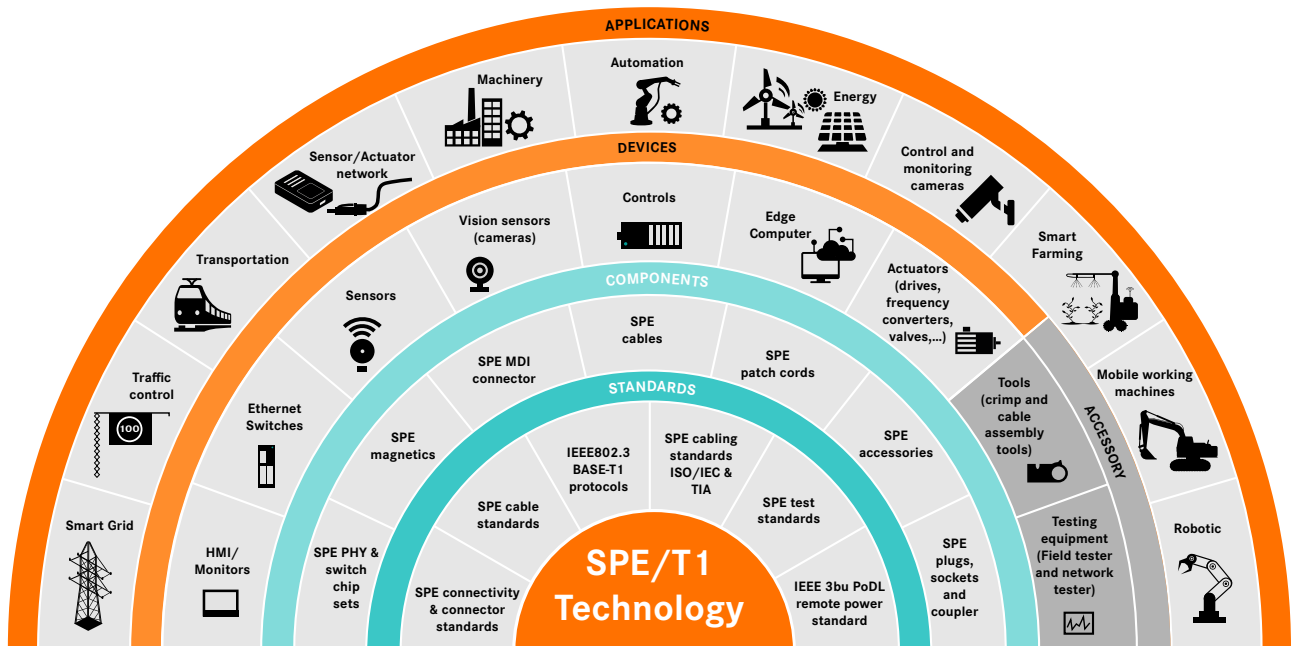 APPLICATIONS
Smart Grid
Traffic
control
Transportation
Sensor/Actuator
network
Machinery
Automation
Energy
Control and
monitoring
cameras
Smart
Farming
Mobile working
machines
Robotic
100
DEVICES
HMI/
Monitors
Ethernet
Switches
Sensors
Vision sensors
(cameras)
Controls
Edge
Computer
Actuators
(drives,
frequency
converters,
valves,...)
ACCESSORY
Tools
(crimp and
cable
assembly
tools)
Testing
equipment
(Field tester
and network
tester)
COMPONENTS
SPE PHY &
switch
chip
sets
SPE
magnetics
SPE MDI
connector
SPE
cables
SPE
patch cords
SPE
accessories
SPE
plugs,
sockets
and
coupler
STANDARDS
SPE connectivity
& connector
standards
SPE cable
standards
IEEE802.3
BASE-T1
protocols
SPE cabling
standards
ISO/IEC &
TIA
SPE test
standards
IEEE 3bu PoDL
remote power
standard
SPE/T1
Technology